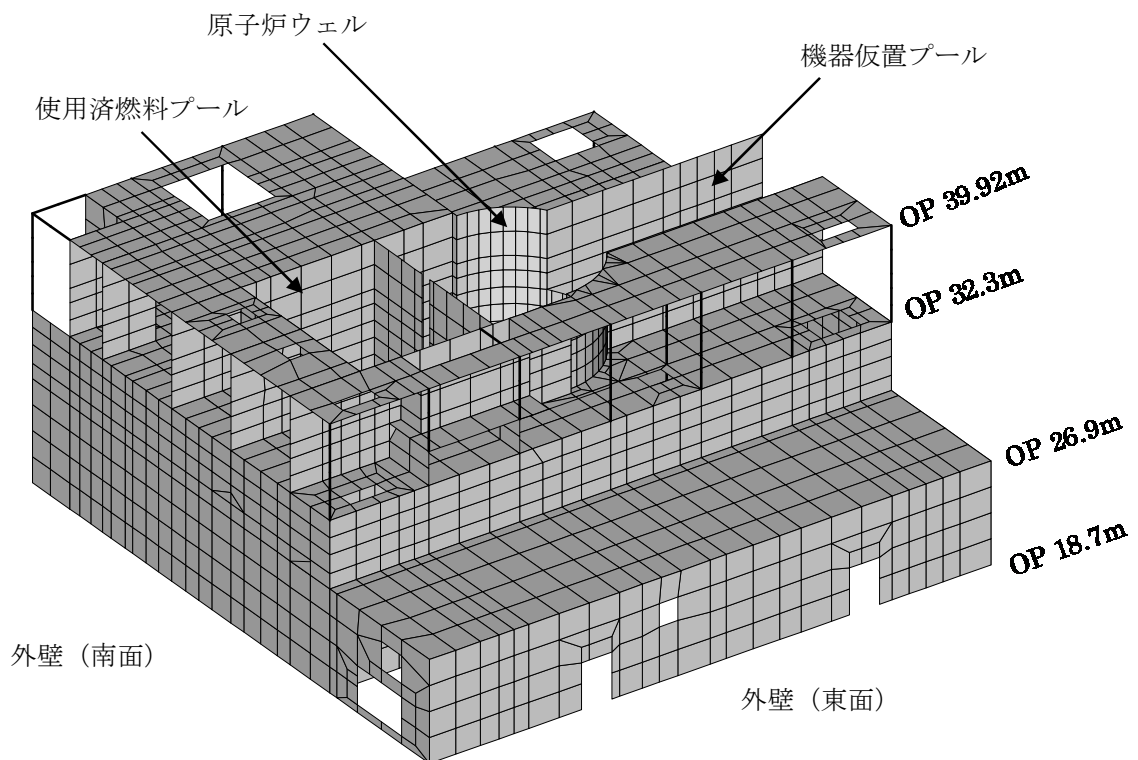 原子炉ウェル
機器仮置プール
使用済燃料プール
OP 39.92m
OP 32.3m
OP 26.9m
OP 18.7m
外壁（南面）
外壁（東面）